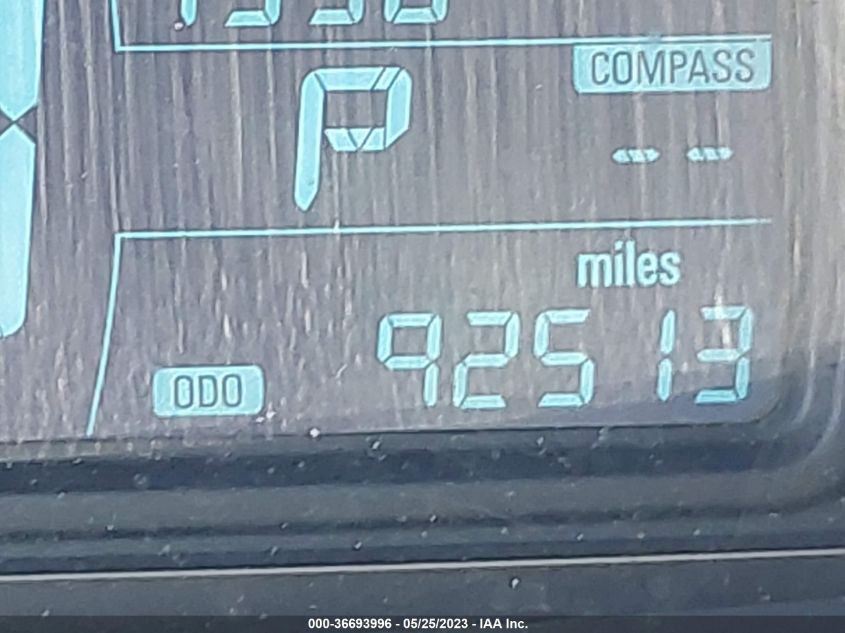 P
COMPASS
-- --
miles
ODO 92513
000-36693996 - 05/25/2023 - IAA Inc.